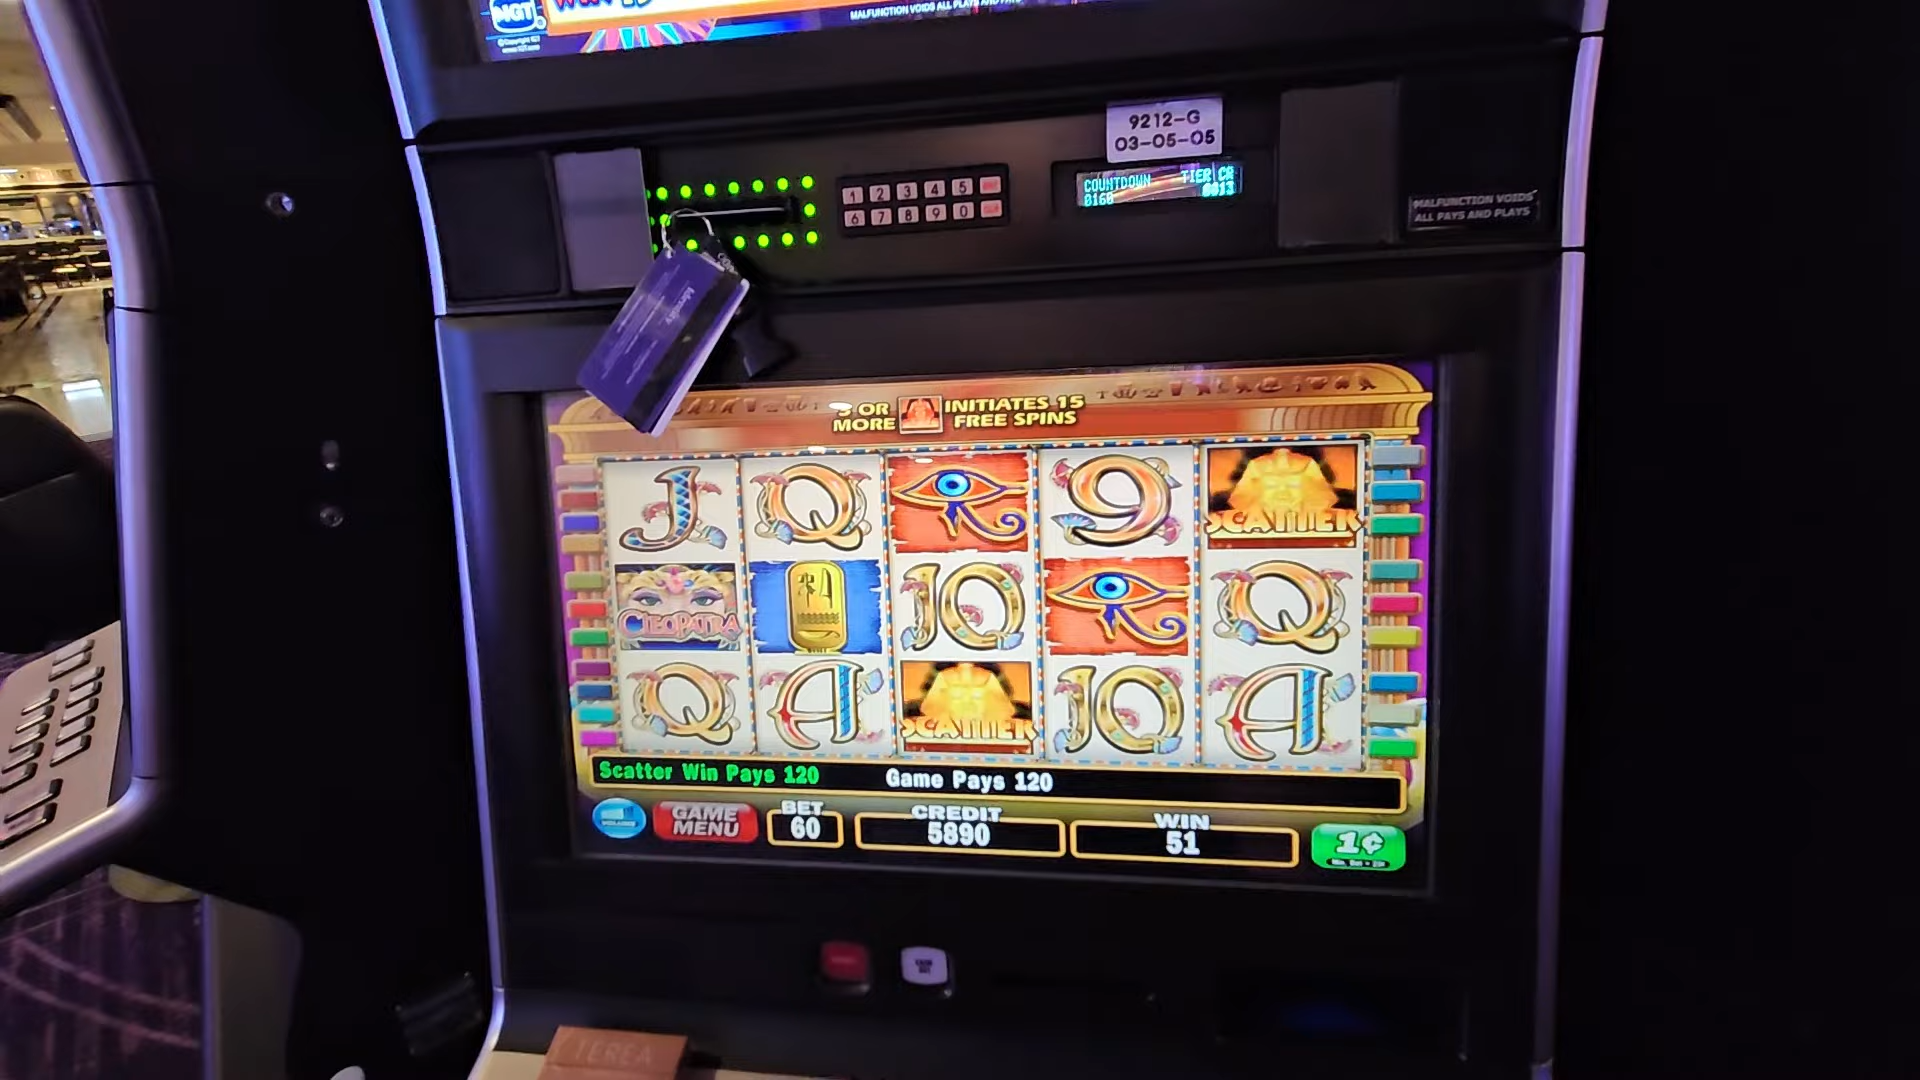 IGT
MALFUNCTION VOIDS ALL PLAYS AND PAYS
9212-G
03-05-05
COUNTDOWN TIER CR
0160 0013
1 2 3 4 5
6 7 8 9 0
MALFUNCTION VOIDS
ALL PAYS AND PLAYS
3 OR MORE INITIATES 15 FREE SPINS
J Q 9 SCATTER
CLEOPATRA 10 Q
Q A SCATTER 10 A
Scatter Win Pays 120 Game Pays 120
GAME MENU
BET
60
CREDIT
5890
WIN
51
1¢
TEREA